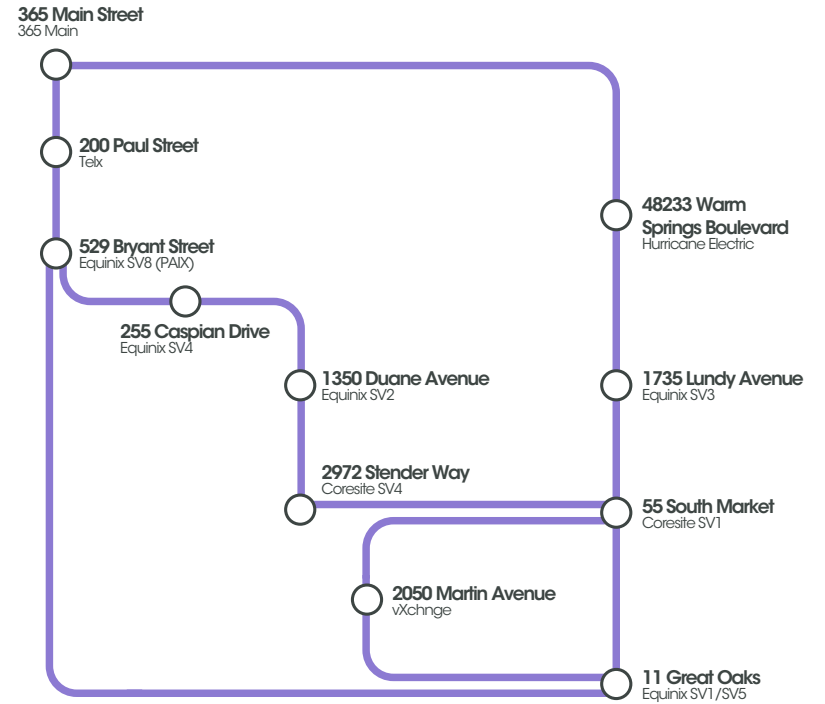 365 Main Street
365 Main
200 Paul Street
Telx
48233 Warm
Springs Boulevard
Hurricane Electric
529 Bryant Street
Equinix SV8 (PAIX)
255 Caspian Drive
Equinix SV4
1350 Duane Avenue
Equinix SV2
1735 Lundy Avenue
Equinix SV3
2972 Stender Way
Coresite SV4
55 South Market
Coresite SV1
2050 Martin Avenue
vXchnge
11 Great Oaks
Equinix SV1/SV5